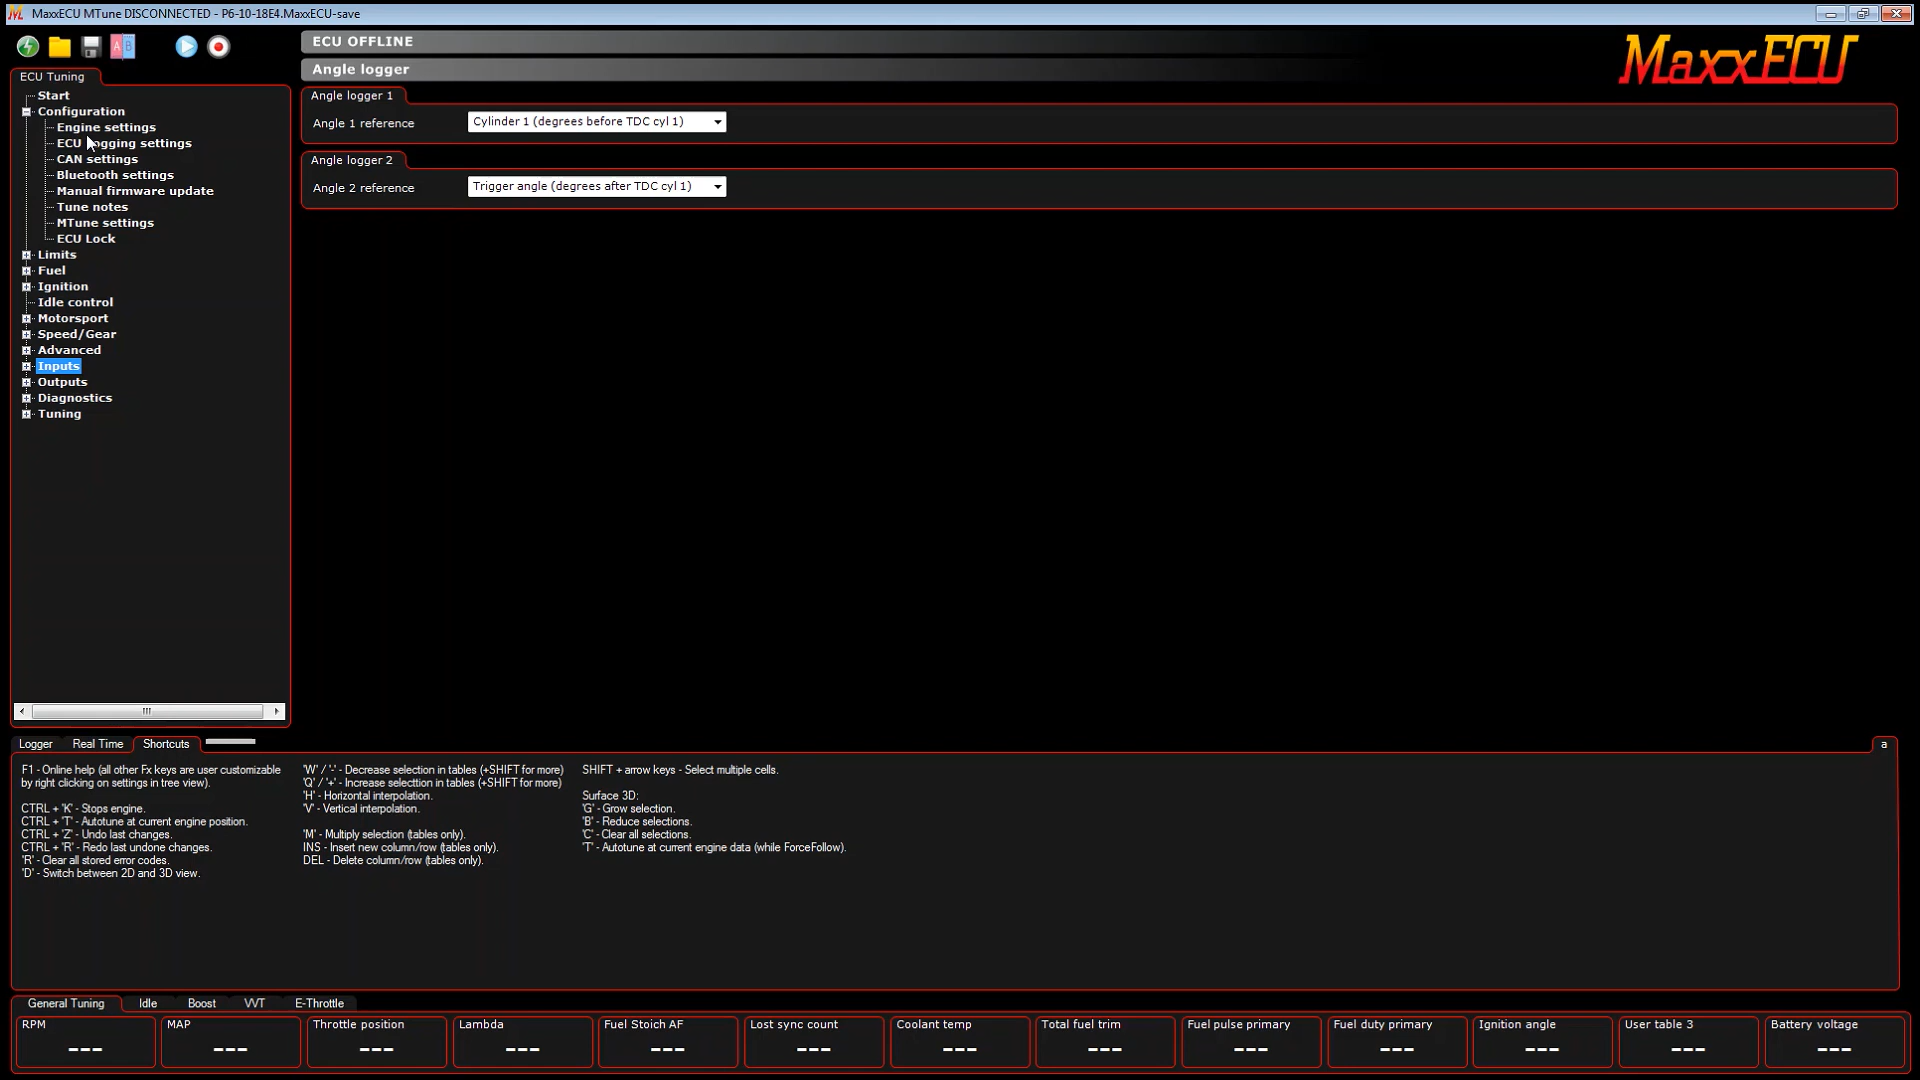 MaxxECU MTune DISCONNECTED - P6-10-18E4.MaxxECU-save
A B
ECU OFFLINE
MaxxECU
ECU Tuning
Angle logger
Start
Configuration
Engine settings
ECU logging settings
CAN settings
Bluetooth settings
Manual firmware update
Tune notes
MTune settings
ECU Lock
Limits
Fuel
Ignition
Idle control
Motorsport
Speed/Gear
Advanced
Inputs
Outputs
Diagnostics
Tuning
Angle logger 1
Angle 1 reference Cylinder 1 (degrees before TDC cyl 1)
Angle logger 2
Angle 2 reference Trigger angle (degrees after TDC cyl 1)
Logger Real Time Shortcuts a
F1 - Online help (all other Fx keys are user customizable
by right clicking on settings in tree view).
CTRL + 'K' - Stops engine.
CTRL + 'T' - Autotune at current engine position.
CTRL + 'Z' - Undo last changes.
CTRL + 'R' - Redo last undone changes.
'R' - Clear all stored error codes.
'D' - Switch between 2D and 3D view.
'W' / '-' - Decrease selection in tables (+SHIFT for more)
'Q' / '+' - Increase selecttion in tables (+SHIFT for more)
'H' - Horizontal interpolation.
'V' - Vertical interpolation.
'M' - Multiply selection (tables only).
INS - Insert new column/row (tables only).
DEL - Delete column/row (tables only).
SHIFT + arrow keys - Select multiple cells.
Surface 3D:
'G' - Grow selection.
'B' - Reduce selections.
'C' - Clear all selections.
'T' - Autotune at current engine data (while ForceFollow).
General Tuning Idle Boost VVT E-Throttle
RPM MAP Throttle position Lambda Fuel Stoich AF Lost sync count Coolant temp Total fuel trim Fuel pulse primary Fuel duty primary Ignition angle User table 3 Battery voltage
--- --- --- --- --- --- --- --- --- --- --- --- ---